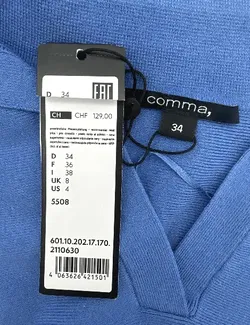 D 34
EAC
CH CHF 129,00
D 34
F 36
I 38
UK 8
US 4
5508
601.10.202.17.170.
2110630
4 063626 421501
comma,
34